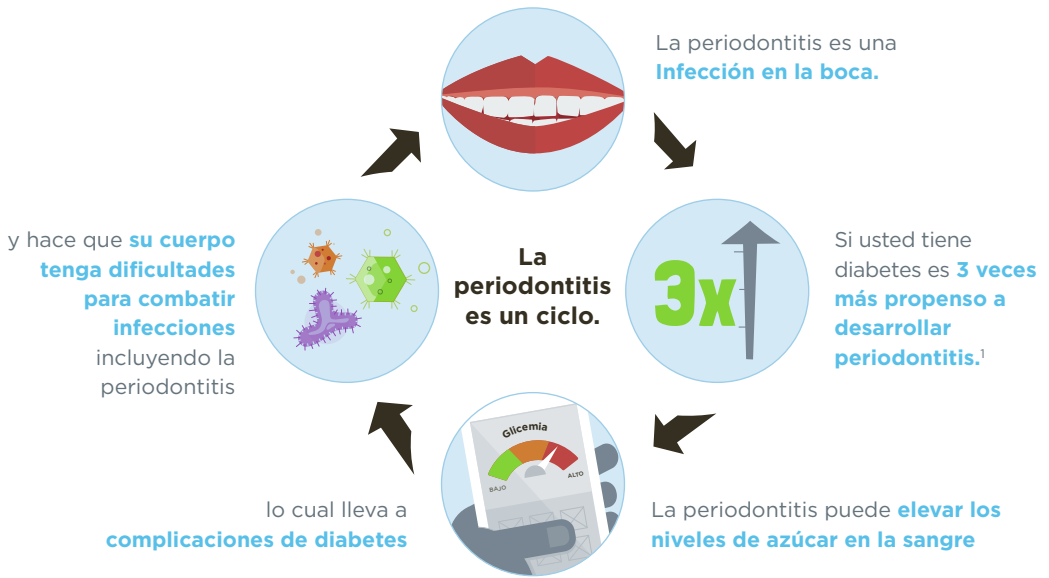 La periodontitis es una
Infección en la boca.
La
periodontitis
es un ciclo.
3x
Si usted tiene
diabetes es 3 veces
más propenso a
desarrollar
periodontitis.¹
Glicemia
BAJO
ALTO
La periodontitis puede elevar los
niveles de azúcar en la sangre
lo cual lleva a
complicaciones de diabetes
y hace que su cuerpo
tenga dificultades
para combatir
infecciones
incluyendo la
periodontitis